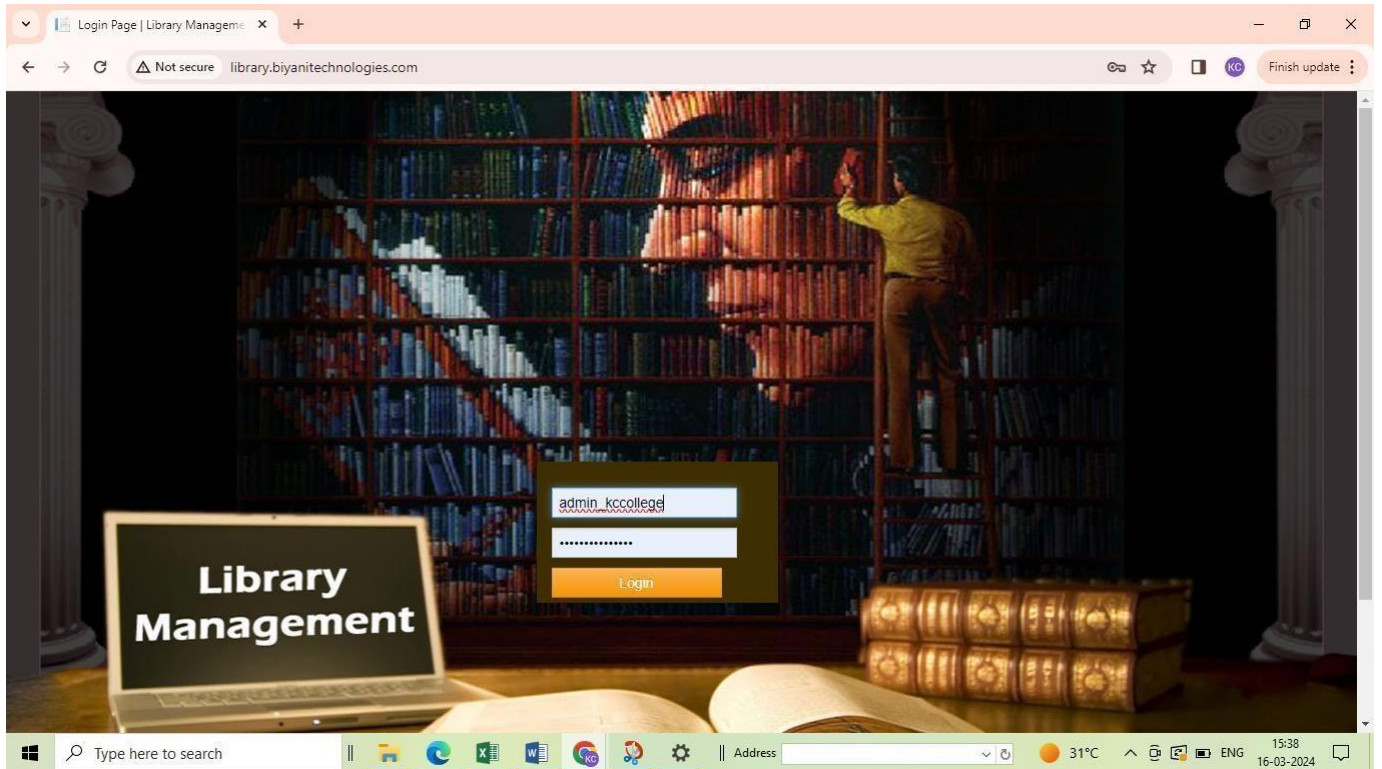 Login Page | Library Manageme
Not secure
library.biyanitechnologies.com
KC
Finish update
admin_kccollege
•••••••••••••••
Login
Library
Management
Type here to search
Address
31°C
ENG
15:38
16-03-2024